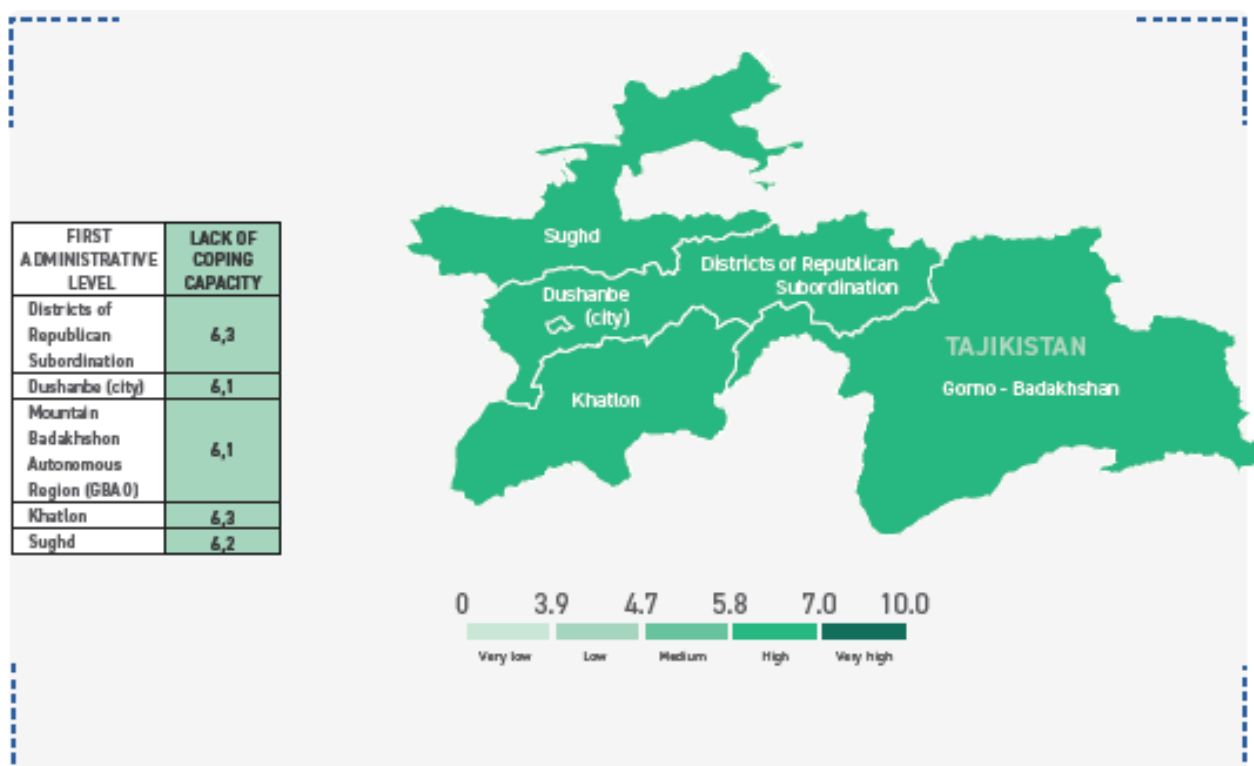 FIRST
ADMINISTRATIVE
LEVEL
LACK OF
COPING
CAPACITY
Districts of
Republican
Subordination
6,3
Dushanbe (city)
6,1
Mountain
Badakhshon
Autonomous
Region (GBAO)
6,1
Khatlon
6,3
Sughd
6,2
Sughd
Districts of Republican
Subordination
Dushanbe
(city)
TAJIKISTAN
Gorno - Badakhshan
Khatlon
0 3.9 4.7 5.8 7.0 10.0
Very low Low Medium High Very high